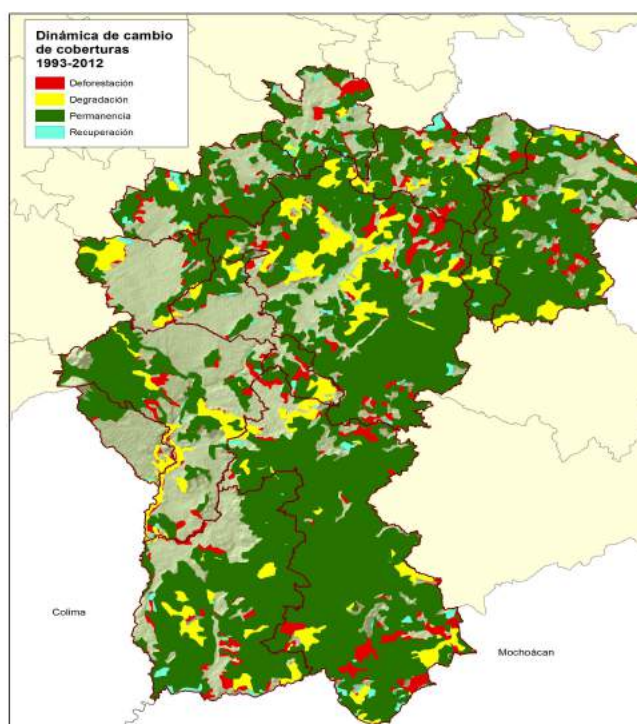 Dinámica de cambio
de coberturas
1993-2012
Deforestación
Degradación
Permanencia
Recuperación
Colima
Mochoácan